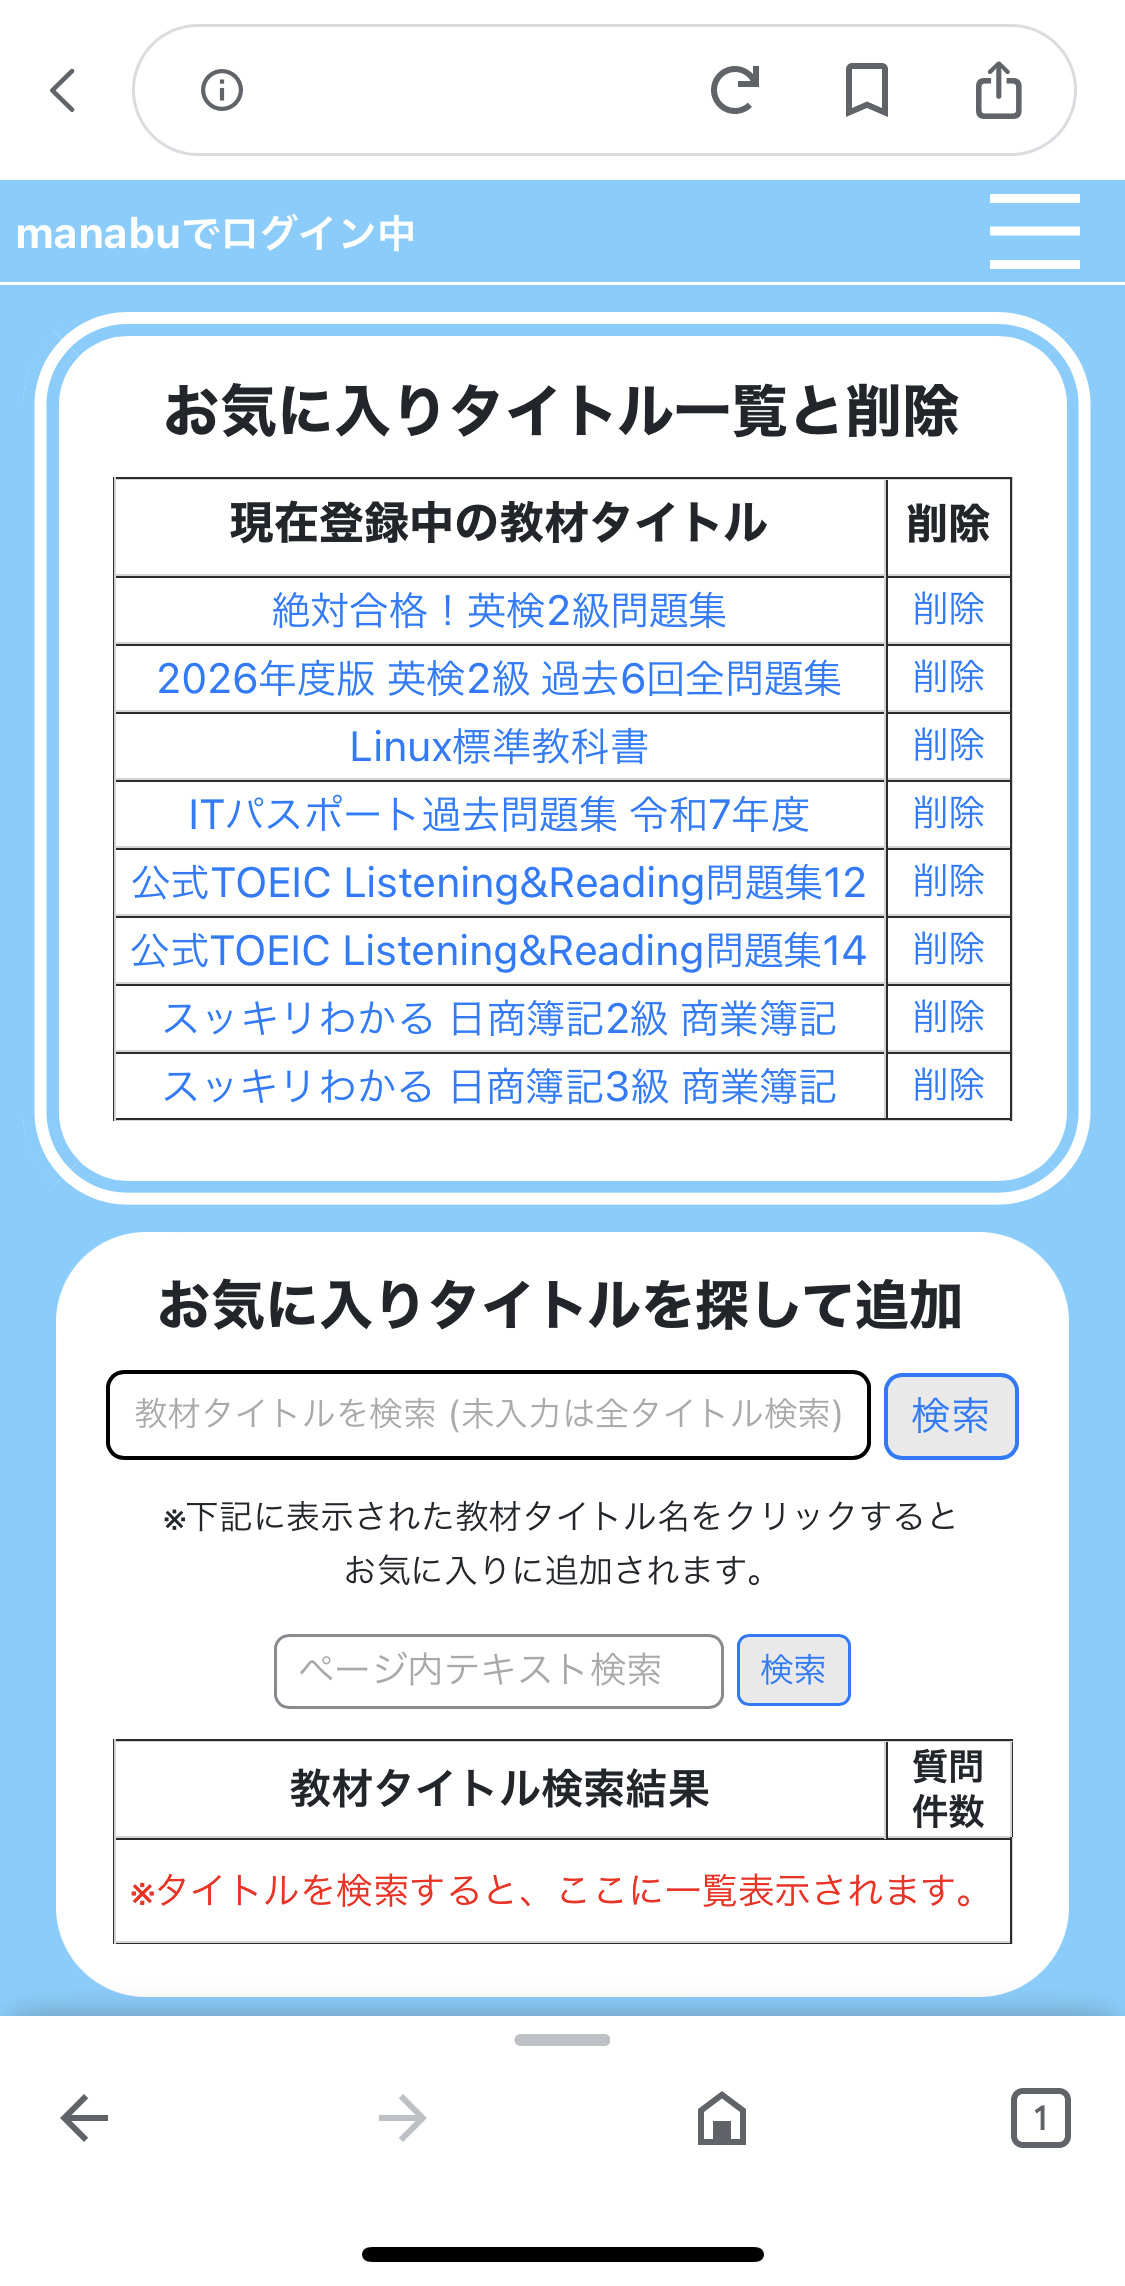 manabuでログイン中
お気に入りタイトル一覧と削除
現在登録中の教材タイトル 削除
絶対合格！英検2級問題集 削除
2026年度版 英検2級 過去6回全問題集 削除
Linux標準教科書 削除
ITパスポート過去問題集 令和7年度 削除
公式TOEIC Listening&Reading問題集12 削除
公式TOEIC Listening&Reading問題集14 削除
スッキリわかる 日商簿記2級 商業簿記 削除
スッキリわかる 日商簿記3級 商業簿記 削除
お気に入りタイトルを探して追加
教材タイトルを検索 (未入力は全タイトル検索) 検索
※下記に表示された教材タイトル名をクリックすると
お気に入りに追加されます。
ページ内テキスト検索 検索
教材タイトル検索結果 質問
件数
※タイトルを検索すると、ここに一覧表示されます。
1